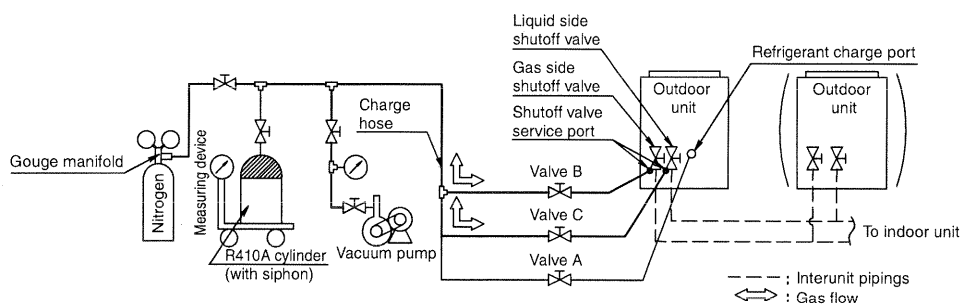 Liquid side
shutoff valve
Refrigerant charge port
Gas side
shutoff valve
Outdoor
unit
Outdoor
unit
Charge
hose
Shutoff valve
service port
Gouge manifold
Measuring device
Nitrogen
Valve B
Valve C
To indoor unit
R410A cylinder
(with siphon)
Vacuum pump
Valve A
: Interunit pipings
: Gas flow